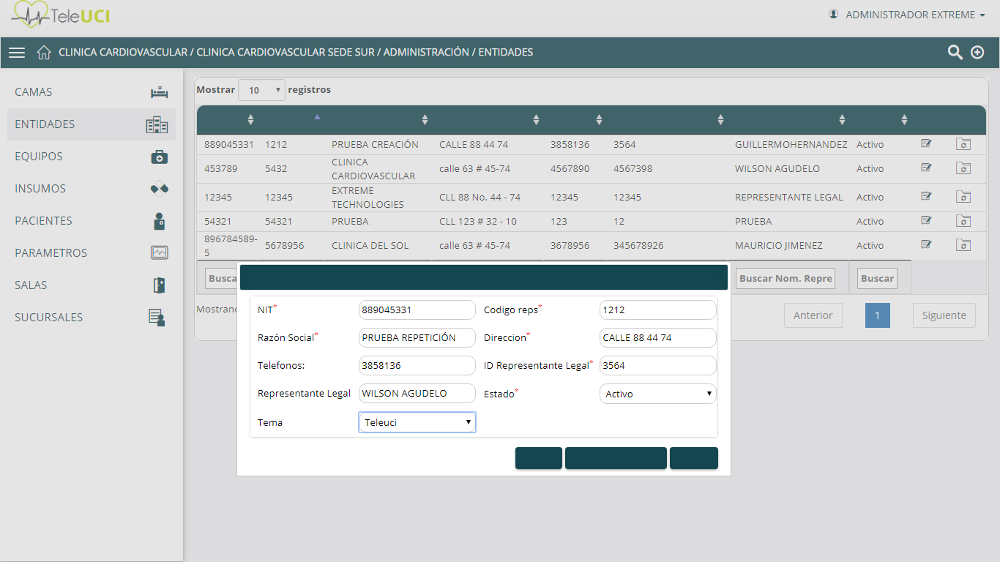 TeleUCI
ADMINISTRADOR EXTREME
CLINICA CARDIOVASCULAR / CLINICA CARDIOVASCULAR SEDE SUR / ADMINISTRACIÓN / ENTIDADES
CAMAS
ENTIDADES
EQUIPOS
INSUMOS
PACIENTES
PARAMETROS
SALAS
SUCURSALES
Mostrar 10 registros
889045331 1212 PRUEBA CREACIÓN CALLE 88 44 74 3858136 3564 GUILLERMOHERNANDEZ Activo
453789 5432 CLINICA CARDIOVASCULAR calle 63 # 45-74 4567890 4567398 WILSON AGUDELO Activo
12345 12345 EXTREME TECHNOLOGIES CLL 88 No. 44 - 74 12345 12345 REPRESENTANTE LEGAL Activo
54321 54321 PRUEBA CLL 123 # 32 - 10 123 12 PRUEBA Activo
896784589-5 5678956 CLINICA DEL SOL calle 63 # 45-74 3678956 345678926 MAURICIO JIMENEZ Activo
Busca Buscar Nom. Repre Buscar
Mostrand Anterior 1 Siguiente
NIT* 889045331 Codigo reps* 1212
Razón Social* PRUEBA REPETICIÓN Direccion* CALLE 88 44 74
Telefonos: 3858136 ID Representante Legal* 3564
Representante Legal WILSON AGUDELO Estado* Activo
Tema Teleuci